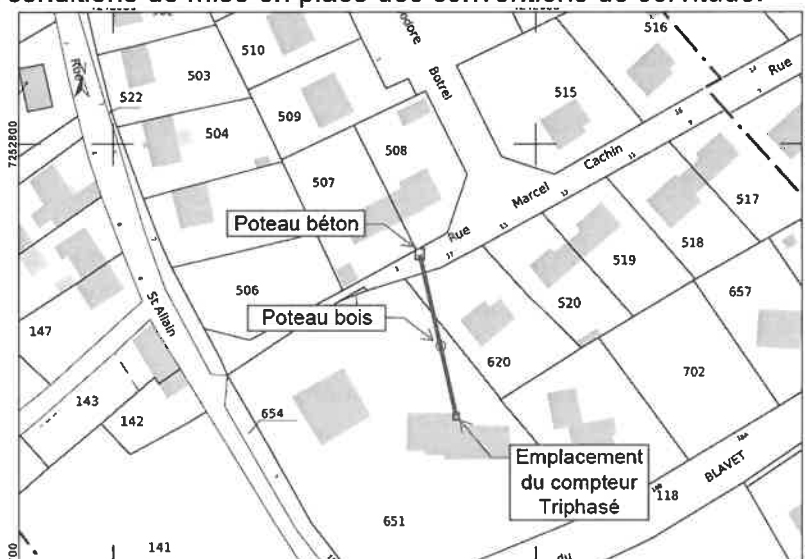 conditions de mise en place des conventions de servitude.
516
510
503
Botrel
515
Rue
Rue
522
504
509
508
7252800
Cachin
507
Marcel
517
Poteau béton
Rue
518
519
506
657
520
Poteau bois
St Allain
147
620
702
143
142
654
Emplacement
du compteur
Triphasé
BLAVET
118
651
141
du